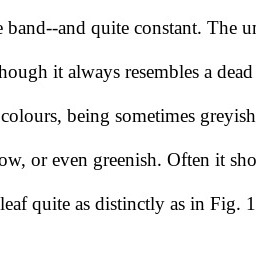 band--and quite constant. The
hough it always resembles a dead
colours, being sometimes greyish
ow, or even greenish. Often it sho
leaf quite as distinctly as in Fig. 1